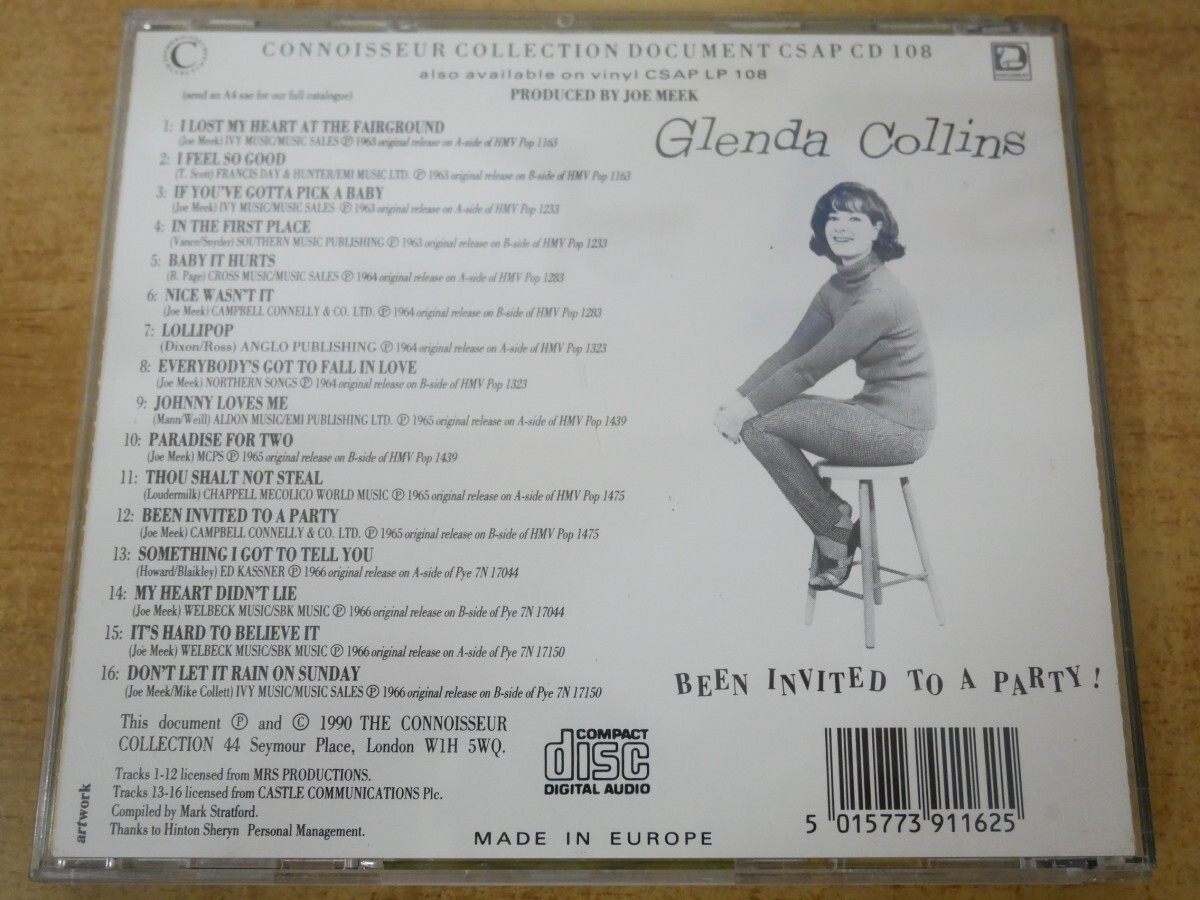 CONNOISSEUR COLLECTION DOCUMENT CSAP CD 108
also available on vinyl CSAP LP 108
(send an A4 sae for our full catalogue)
PRODUCED BY JOE MEEK
Glenda Collins
1: I LOST MY HEART AT THE FAIRGROUND
(Joe Meek) IVY MUSIC/MUSIC SALES Ⓟ 1963 original release on A-side of HMV Pop 1163
2: I FEEL SO GOOD
(T. Scott) FRANCIS DAY & HUNTER/EMI MUSIC LTD. Ⓟ 1963 original release on B-side of HMV Pop 1163
3: IF YOU'VE GOTTA PICK A BABY
(Joe Meek) IVY MUSIC/MUSIC SALES Ⓟ 1963 original release on A-side of HMV Pop 1233
4: IN THE FIRST PLACE
(Vance/Snyder) SOUTHERN MUSIC PUBLISHING Ⓟ 1963 original release on B-side of HMV Pop 1233
5: BABY IT HURTS
(R. Page) CROSS MUSIC/MUSIC SALES Ⓟ 1964 original release on A-side of HMV Pop 1283
6: NICE WASN'T IT
(Joe Meek) CAMPBELL CONNELLY & CO. LTD. Ⓟ 1964 original release on B-side of HMV Pop 1283
7: LOLLIPOP
(Dixon/Ross) ANGLO PUBLISHING Ⓟ 1964 original release on A-side of HMV Pop 1323
8: EVERYBODY'S GOT TO FALL IN LOVE
(Joe Meek) NORTHERN SONGS Ⓟ 1964 original release on B-side of HMV Pop 1323
9: JOHNNY LOVES ME
(Mann/Weill) ALDON MUSIC/EMI PUBLISHING LTD. Ⓟ 1965 original release on A-side of HMV Pop 1439
10: PARADISE FOR TWO
(Joe Meek) MCPS Ⓟ 1965 original release on B-side of HMV Pop 1439
11: THOU SHALT NOT STEAL
(Loudermilk) CHAPPELL MECOLICO WORLD MUSIC Ⓟ 1965 original release on A-side of HMV Pop 1475
12: BEEN INVITED TO A PARTY
(Joe Meek) CAMPBELL CONNELLY & CO. LTD. Ⓟ 1965 original release on B-side of HMV Pop 1475
13: SOMETHING I GOT TO TELL YOU
(Howard/Blaikley) ED KASSNER Ⓟ 1966 original release on A-side of Pye 7N 17044
14: MY HEART DIDN'T LIE
(Joe Meek) WELBECK MUSIC/SBK MUSIC Ⓟ 1966 original release on B-side of Pye 7N 17044
15: IT'S HARD TO BELIEVE IT
(Joe Meek) WELBECK MUSIC/SBK MUSIC Ⓟ 1966 original release on A-side of Pye 7N 17150
16: DON'T LET IT RAIN ON SUNDAY
(Joe Meek/Mike Collett) IVY MUSIC/MUSIC SALES Ⓟ 1966 original release on B-side of Pye 7N 17150
BEEN INVITED TO A PARTY!
This document Ⓟ and © 1990 THE CONNOISSEUR
COLLECTION 44 Seymour Place, London W1H 5WQ.
Tracks 1-12 licensed from MRS PRODUCTIONS.
Tracks 13-16 licensed from CASTLE COMMUNICATIONS Plc.
Compiled by Mark Stratford.
Thanks to Hinton Sheryn Personal Management.
artwork
COMPACT
disc
DIGITAL AUDIO
MADE IN EUROPE
5 015773 911625